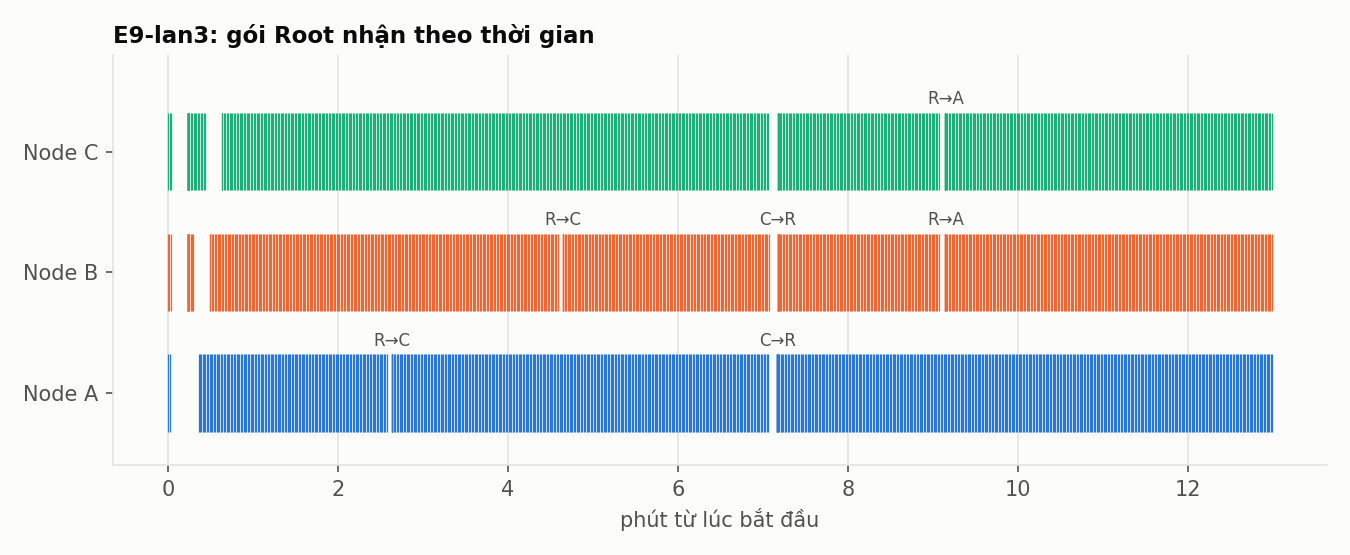 E9-lan3: gói Root nhận theo thời gian
R→A
Node C
R→C C→R R→A
Node B
R→C C→R
Node A
0 2 4 6 8 10 12
phút từ lúc bắt đầu